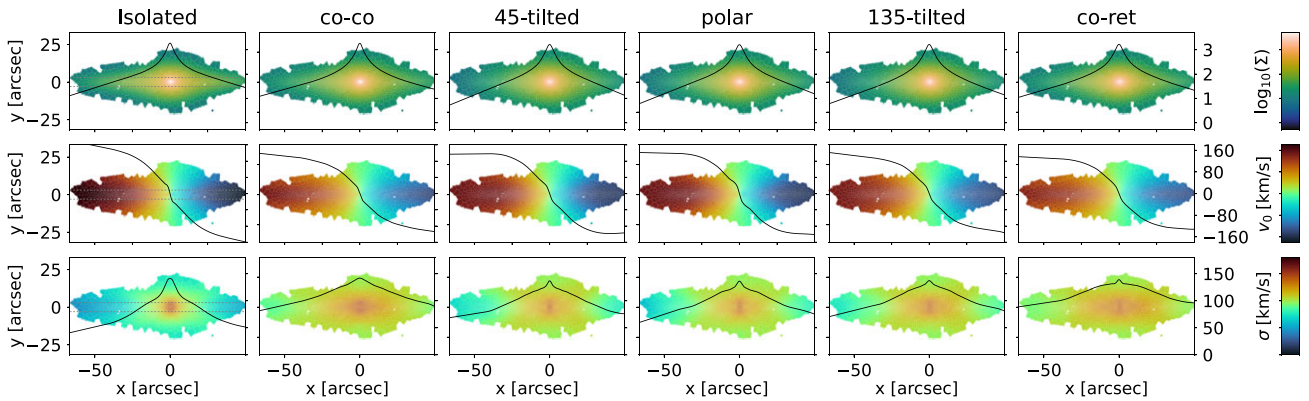 Isolated co-co 45-tilted polar 135-tilted co-ret
y [arcsec] 25 0 −25 3 2 1 0 log₁₀(Σ)
y [arcsec] 25 0 −25 160 80 0 −80 −160 v₀ [km/s]
y [arcsec] 25 0 −25 150 100 50 0 σ [km/s]
−50 0 −50 0 −50 0 −50 0 −50 0 −50 0
x [arcsec] x [arcsec] x [arcsec] x [arcsec] x [arcsec] x [arcsec]